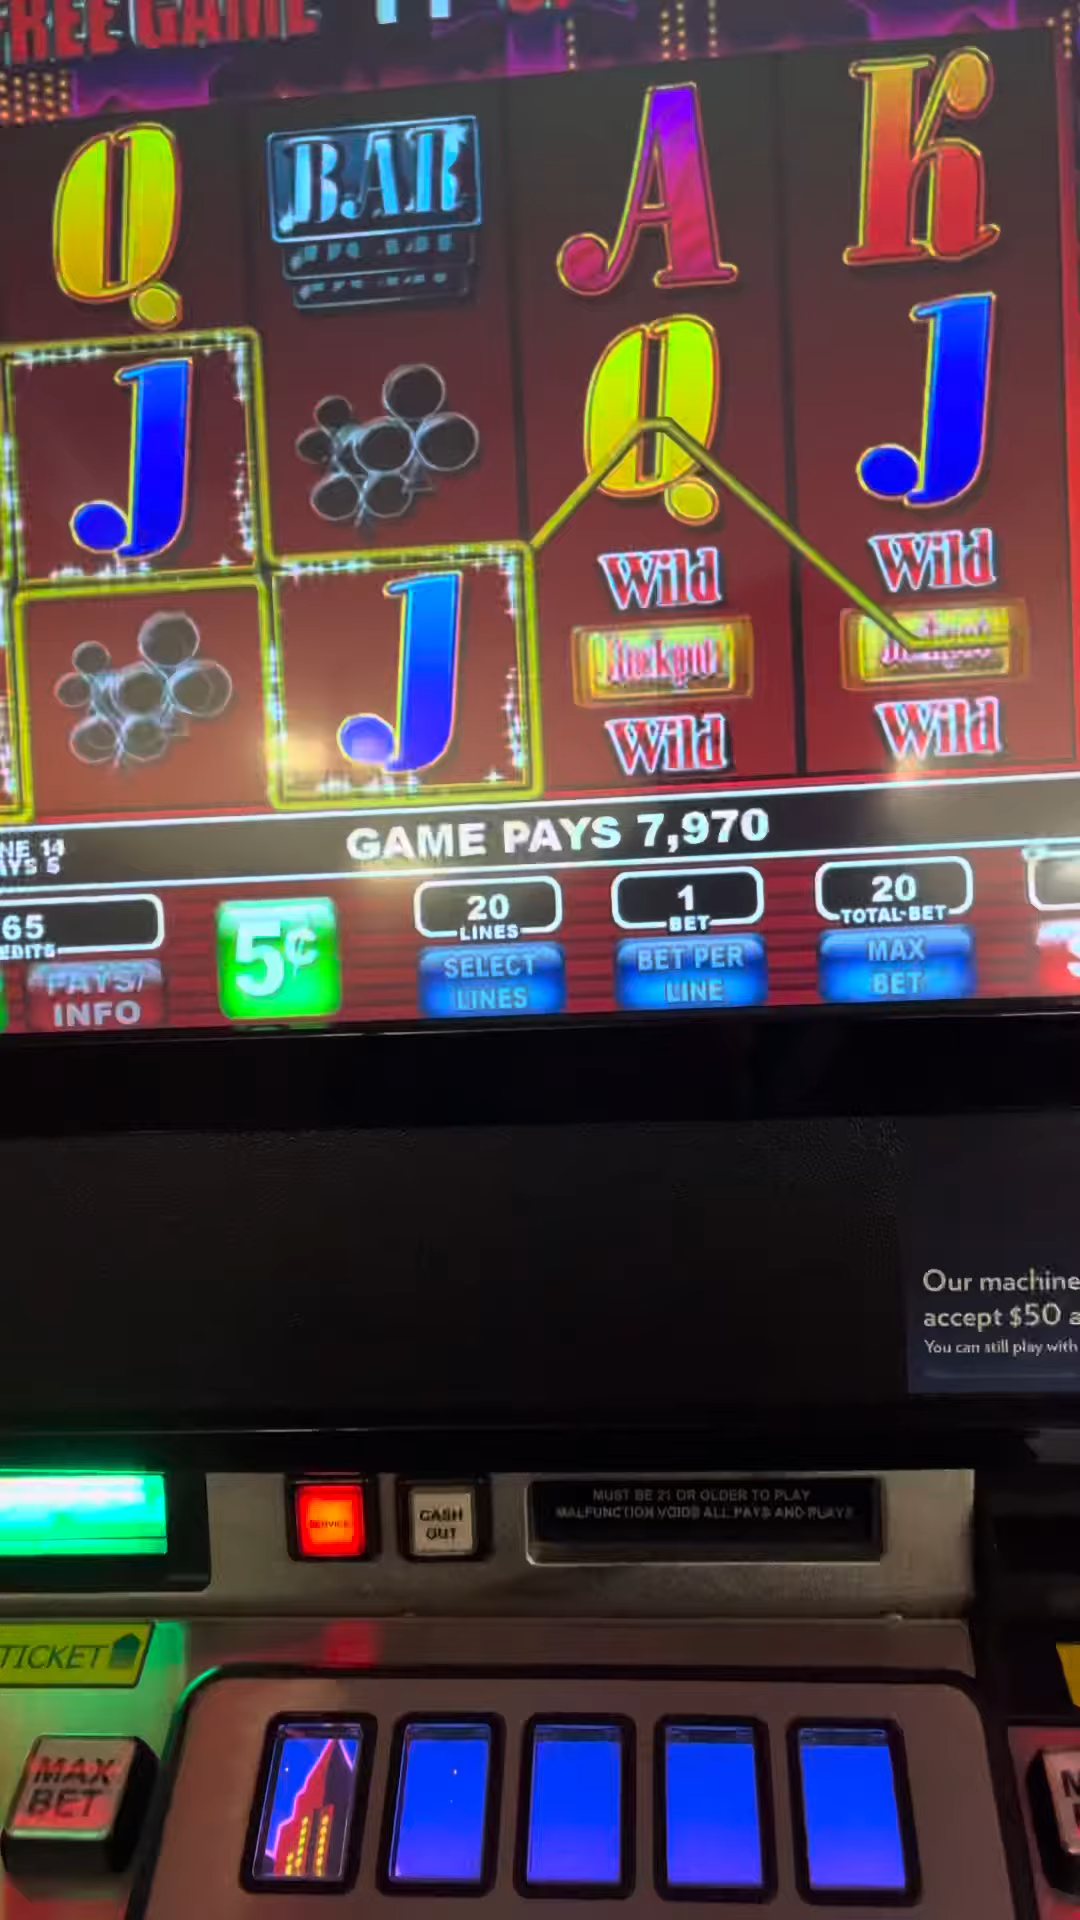 FREE GAME
Q
BAR
A
K
J
Q
J
Wild
Jackpot
Wild
Wild
Jackpot
Wild
J
GAME PAYS 7,970
NE 14
AYS 5
65
EDITS
5¢
20
LINES
1
BET
20
TOTAL-BET
PAYS/
INFO
SELECT
LINES
BET PER
LINE
MAX
BET
Our machine
accept $50 a
You can still play with
SERVICE
CASH
OUT
MUST BE 21 OR OLDER TO PLAY
MALFUNCTION VOIDS ALL PAYS AND PLAYS
TICKET
MAX
BET